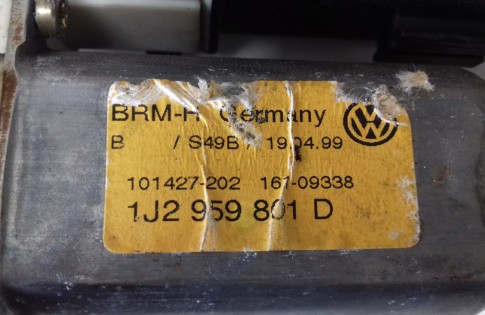 BRM-H Germany
B / S49B / 19.04.99
101427-202 161-09338
1J2 959 801 D